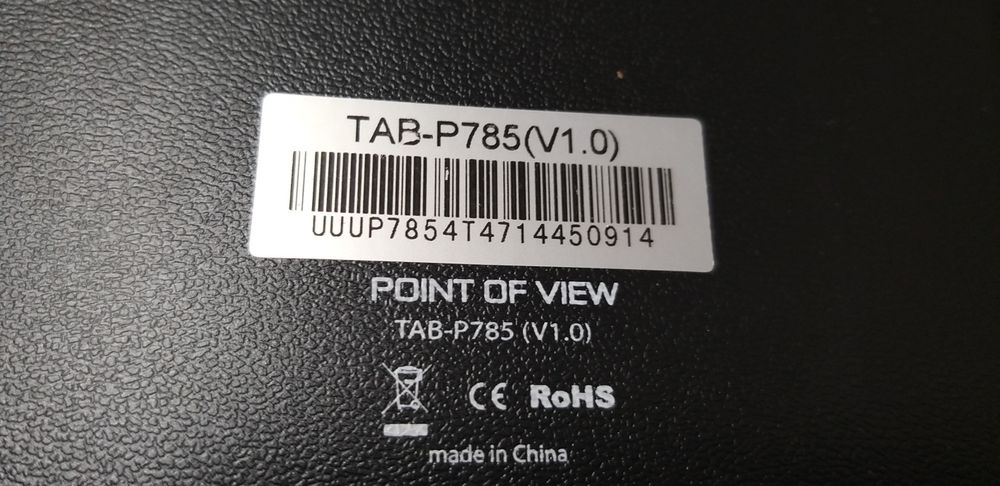 TAB-P785(V1.0)
UUUP7854T4714450914
POINT OF VIEW
TAB-P785 (V1.0)
CE RoHS
made in China